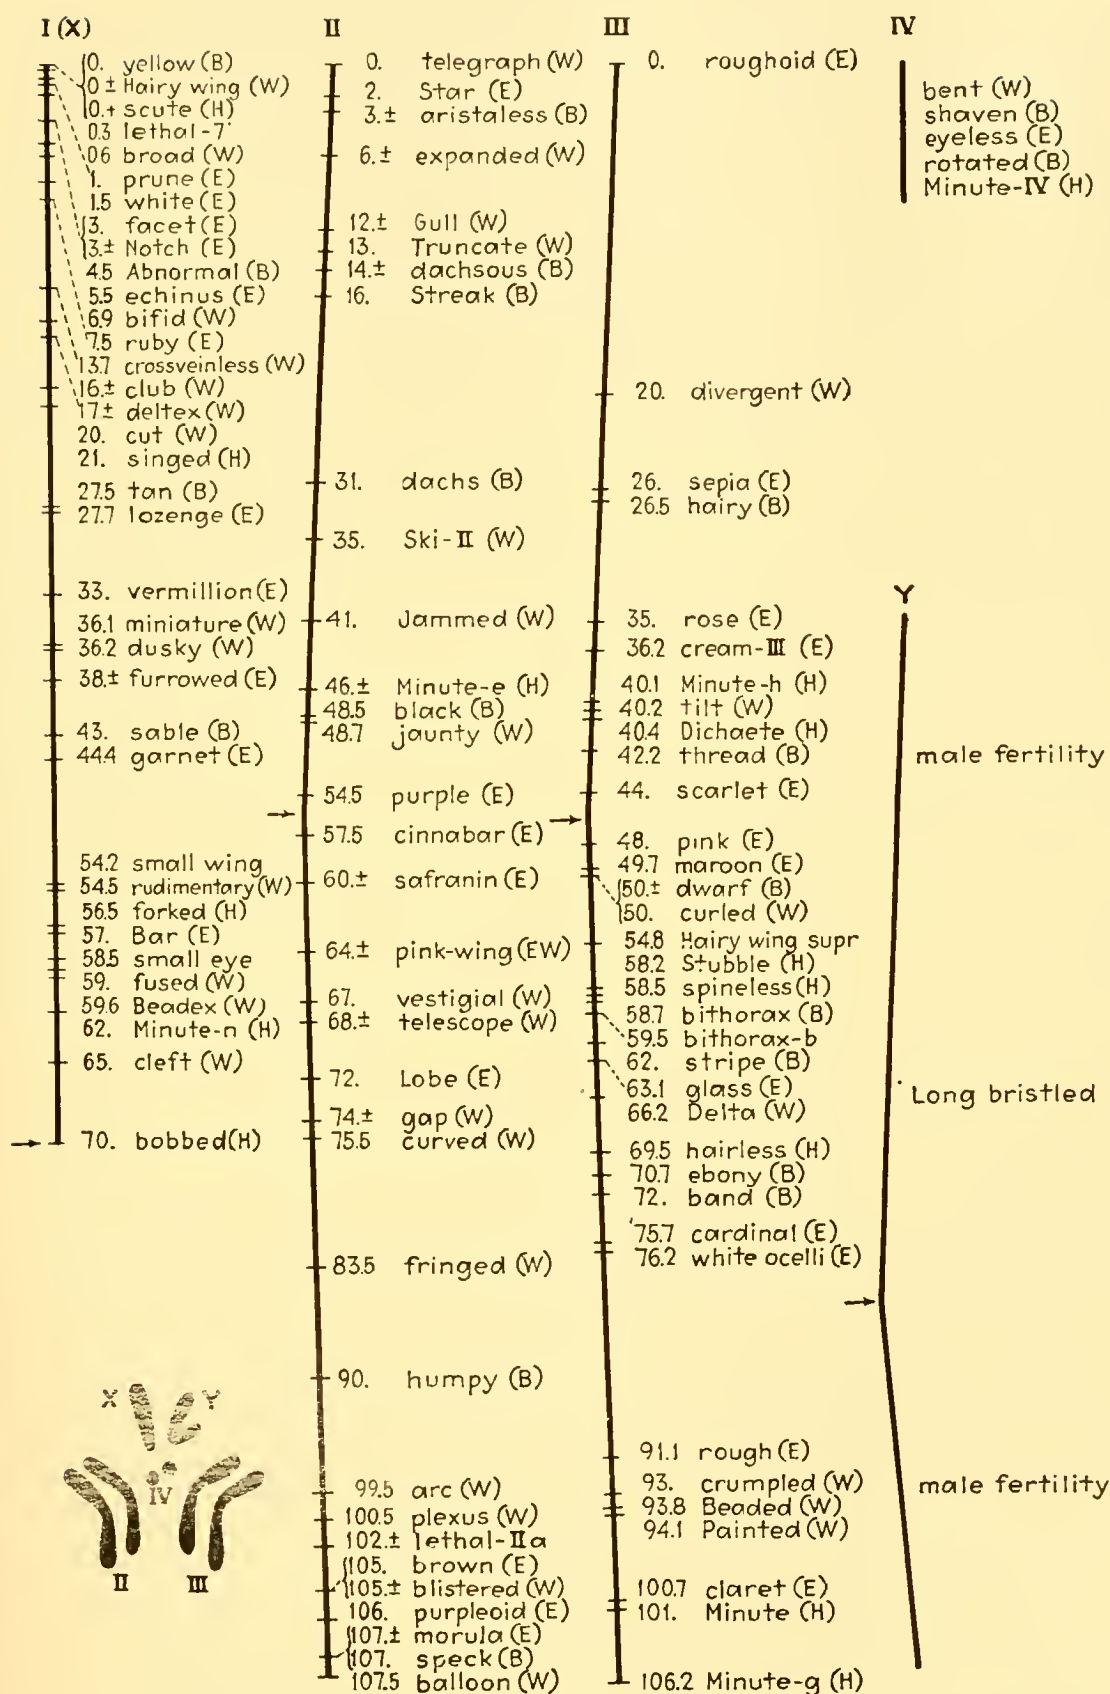 I (X)
0. yellow (B)
0 ± Hairy wing (W)
0.+ scute (H)
0.3 lethal-7
06 broad (W)
1. prune (E)
1.5 white (E)
3. facet (E)
3.± Notch (E)
4.5 Abnormal (B)
5.5 echinus (E)
6.9 bifid (W)
7.5 ruby (E)
13.7 crossveinless (W)
16.± club (W)
17.± deltex (W)
20. cut (W)
21. singed (H)
27.5 tan (B)
27.7 lozenge (E)
33. vermillion (E)
36.1 miniature (W)
36.2 dusky (W)
38.± furrowed (E)
43. sable (B)
44.4 garnet (E)
54.2 small wing
54.5 rudimentary (W)
56.5 forked (H)
57. Bar (E)
58.5 small eye
59. fused (W)
59.6 Beadex (W)
62. Minute-n (H)
65. cleft (W)
70. bobbed (H)
II
0. telegraph (W)
2. Star (E)
3.± aristaless (B)
6.± expanded (W)
12.± Gull (W)
13. Truncate (W)
14.± dachsous (B)
16. Streak (B)
31. dachs (B)
35. Ski-II (W)
41. Jammed (W)
46.± Minute-e (H)
48.5 black (B)
48.7 jaunty (W)
54.5 purple (E)
57.5 cinnabar (E)
60.± safranin (E)
64.± pink-wing (EW)
67. vestigial (W)
68.± telescope (W)
72. Lobe (E)
74.± gap (W)
75.5 curved (W)
83.5 fringed (W)
90. humpy (B)
99.5 arc (W)
100.5 plexus (W)
102.± lethal-IIa
105. brown (E)
105.± blistered (W)
106. purpleoid (E)
107.± morula (E)
107. speck (B)
107.5 balloon (W)
III
0. roughoid (E)
20. divergent (W)
26. sepia (E)
26.5 hairy (B)
35. rose (E)
36.2 cream-III (E)
40.1 Minute-h (H)
40.2 tilt (W)
40.4 Dichaete (H)
42.2 thread (B)
44. scarlet (E)
48. pink (E)
49.7 maroon (E)
50.± dwarf (B)
50. curled (W)
54.8 Hairy wing supr
58.2 Stubble (H)
58.5 spineless (H)
58.7 bithorax (B)
59.5 bithorax-b
62. stripe (B)
63.1 glass (E)
66.2 Delta (W)
69.5 hairless (H)
70.7 ebony (B)
72. band (B)
75.7 cardinal (E)
76.2 white ocelli (E)
91.1 rough (E)
93. crumpled (W)
93.8 Beaded (W)
94.1 Painted (W)
100.7 claret (E)
101. Minute (H)
106.2 Minute-g (H)
IV
bent (W)
shaven (B)
eyeless (E)
rotated (B)
Minute-IV (H)
Y
male fertility
Long bristled
male fertility
X
Y
IV
II
III